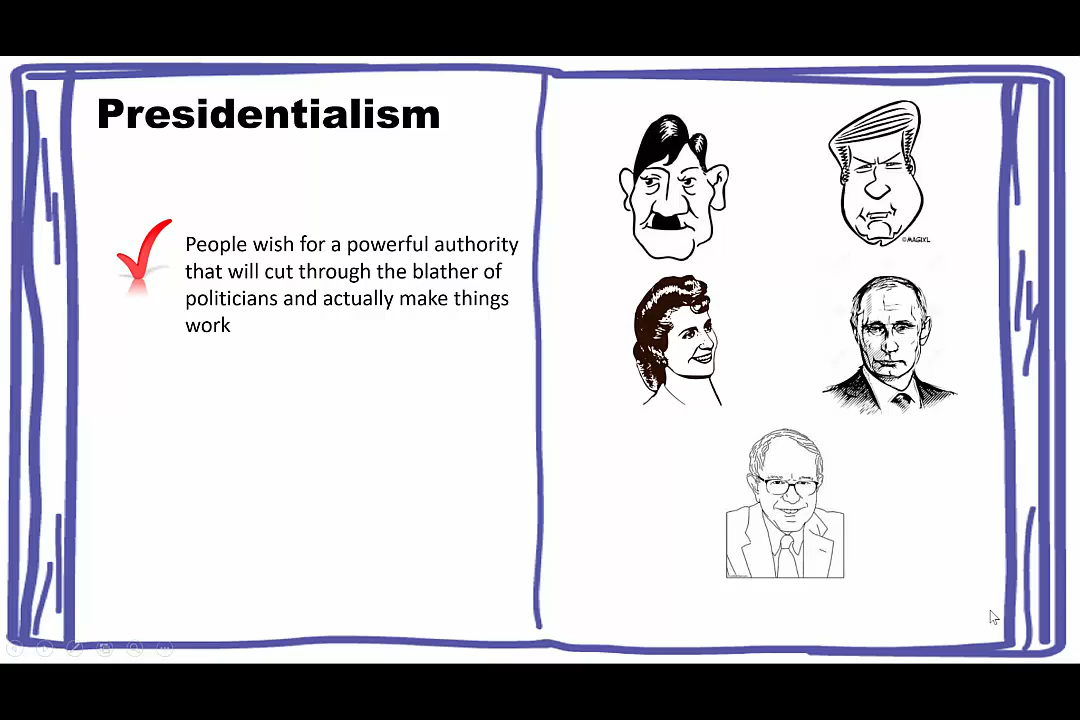 Presidentialism
People wish for a powerful authority
that will cut through the blather of
politicians and actually make things
work
©MAGIXL